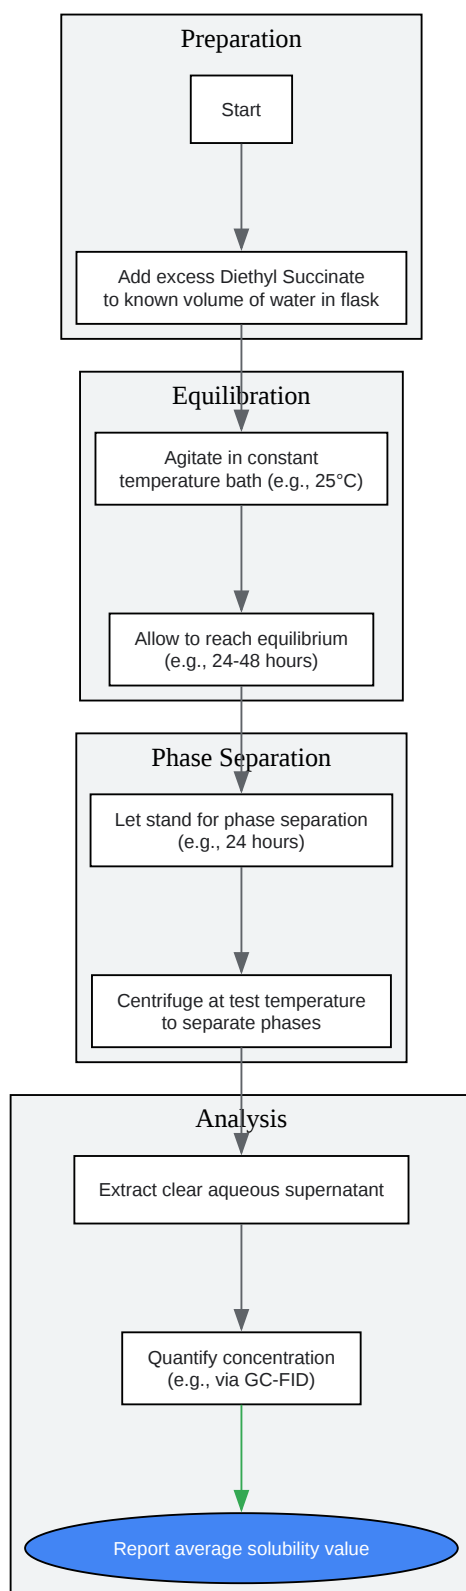 Preparation
Start
Add excess Diethyl Succinate
to known volume of water in flask
Equilibration
Agitate in constant
temperature bath (e.g., 25°C)
Allow to reach equilibrium
(e.g., 24-48 hours)
Phase Separation
Let stand for phase separation
(e.g., 24 hours)
Centrifuge at test temperature
to separate phases
Analysis
Extract clear aqueous supernatant
Quantify concentration
(e.g., via GC-FID)
Report average solubility value